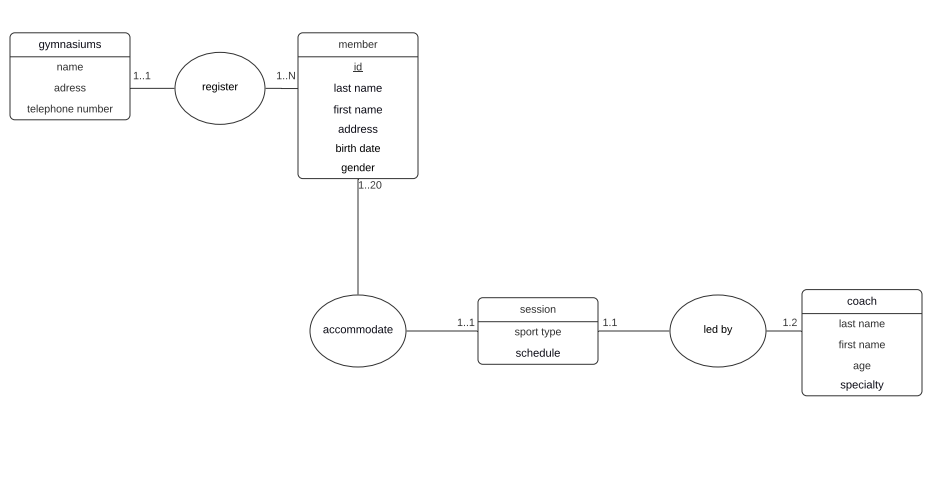 gymnasiums
name
adress
telephone number
1..1
register
1..N
member
id
last name
first name
address
birth date
gender
1..20
accommodate
1..1
session
sport type
schedule
1.1
led by
1.2
coach
last name
first name
age
specialty